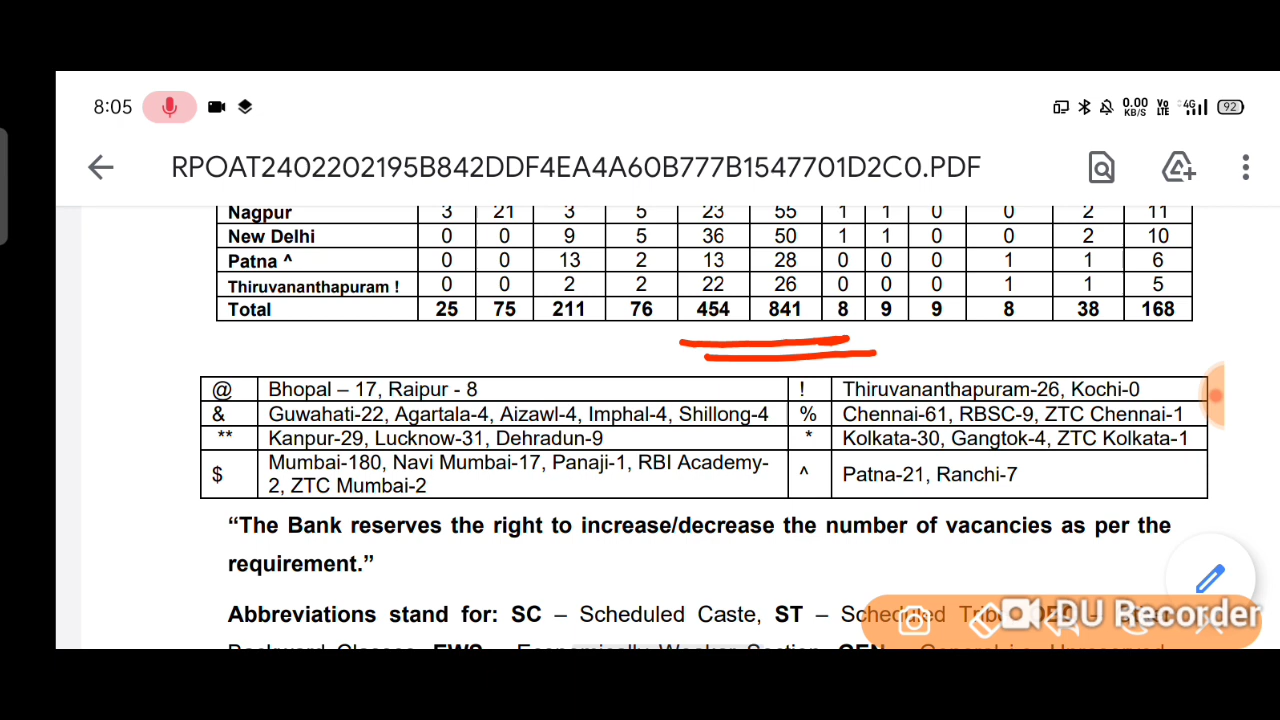 8:05 0.00 KB/S Vo LTE 4G 92
RPOAT2402202195B842DDF4EA4A60B777B1547701D2C0.PDF
Nagpur 3 21 3 5 23 55 1 1 0 0 2 11
New Delhi 0 0 9 5 36 50 1 1 0 0 2 10
Patna ^ 0 0 13 2 13 28 0 0 0 1 1 6
Thiruvananthapuram ! 0 0 2 2 22 26 0 0 0 1 1 5
Total 25 75 211 76 454 841 8 9 9 8 38 168
@ Bhopal – 17, Raipur - 8 ! Thiruvananthapuram-26, Kochi-0
& Guwahati-22, Agartala-4, Aizawl-4, Imphal-4, Shillong-4 % Chennai-61, RBSC-9, ZTC Chennai-1
** Kanpur-29, Lucknow-31, Dehradun-9 * Kolkata-30, Gangtok-4, ZTC Kolkata-1
$ Mumbai-180, Navi Mumbai-17, Panaji-1, RBI Academy-
2, ZTC Mumbai-2 ^ Patna-21, Ranchi-7
“The Bank reserves the right to increase/decrease the number of vacancies as per the
requirement.”
Abbreviations stand for: SC – Scheduled Caste, ST – Scheduled
DU Recorder